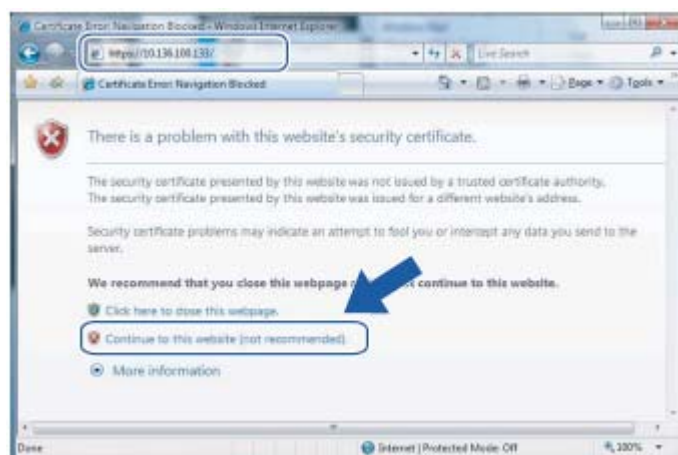 Certificate Error: Navigation Blocked - Windows Internet Explorer
https://10.136.108.133/
Live Search
Certificate Error: Navigation Blocked
Page
Tools
There is a problem with this website's security certificate.
The security certificate presented by this website was not issued by a trusted certificate authority.
The security certificate presented by this website was issued for a different website's address.
Security certificate problems may indicate an attempt to fool you or intercept any data you send to the
server.
We recommend that you close this webpage continue to this website.
Click here to close this webpage.
Continue to this website (not recommended).
More information
Done
Internet | Protected Mode: Off
100%